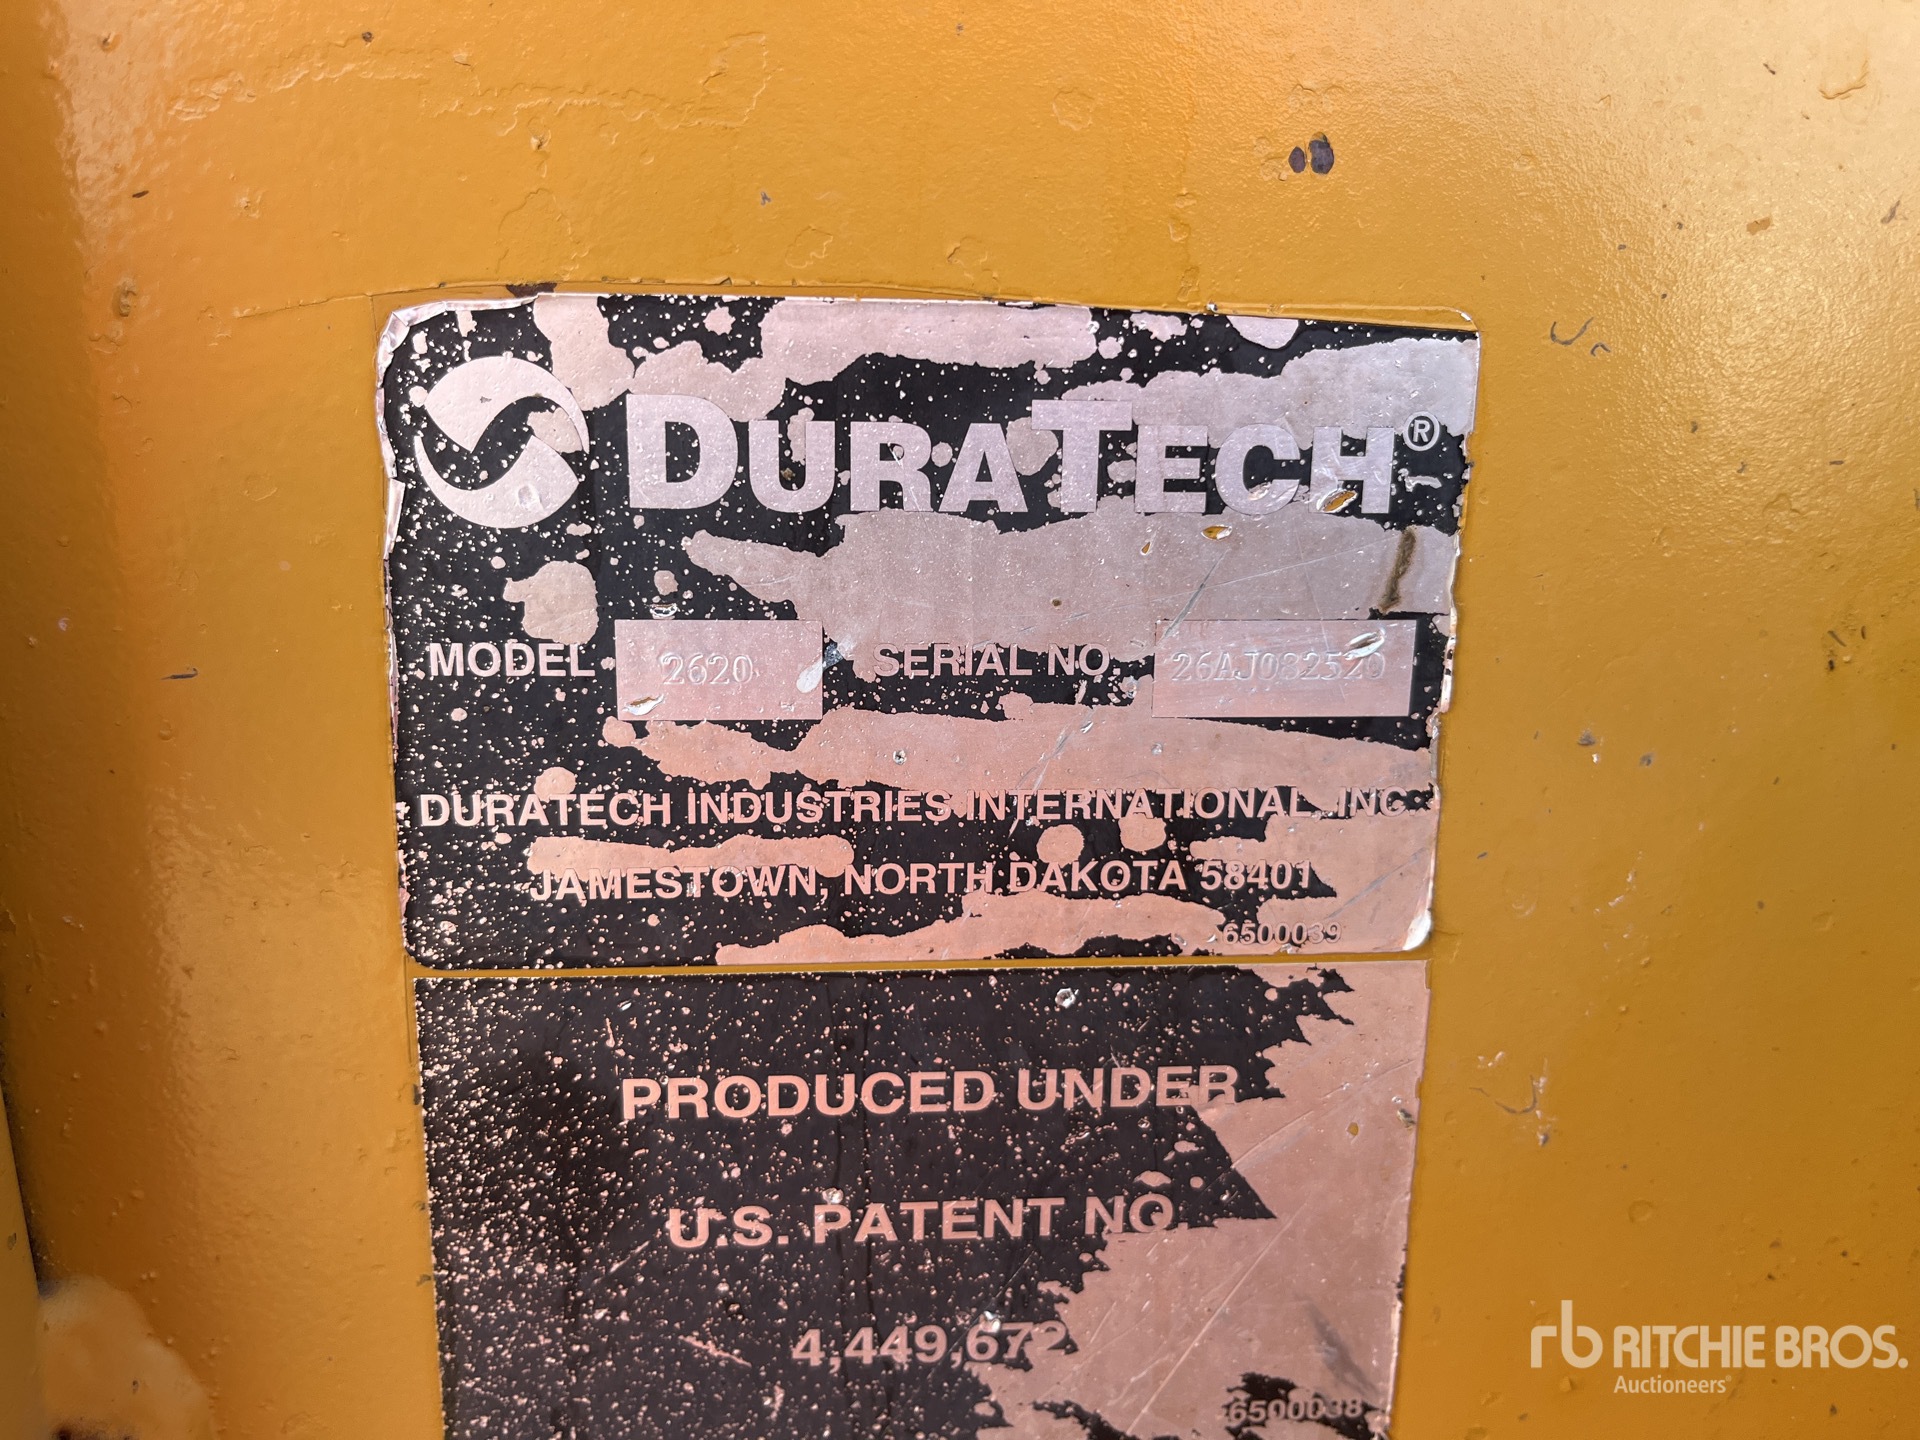 DURATECH®
MODEL 2620 SERIAL NO. 26AJ082520
DURATECH INDUSTRIES INTERNATIONAL, INC.
JAMESTOWN, NORTH DAKOTA 58401
6500039
PRODUCED UNDER
U.S. PATENT NO.
4,449,672
6500038
rb RITCHIE BROS.
Auctioneers